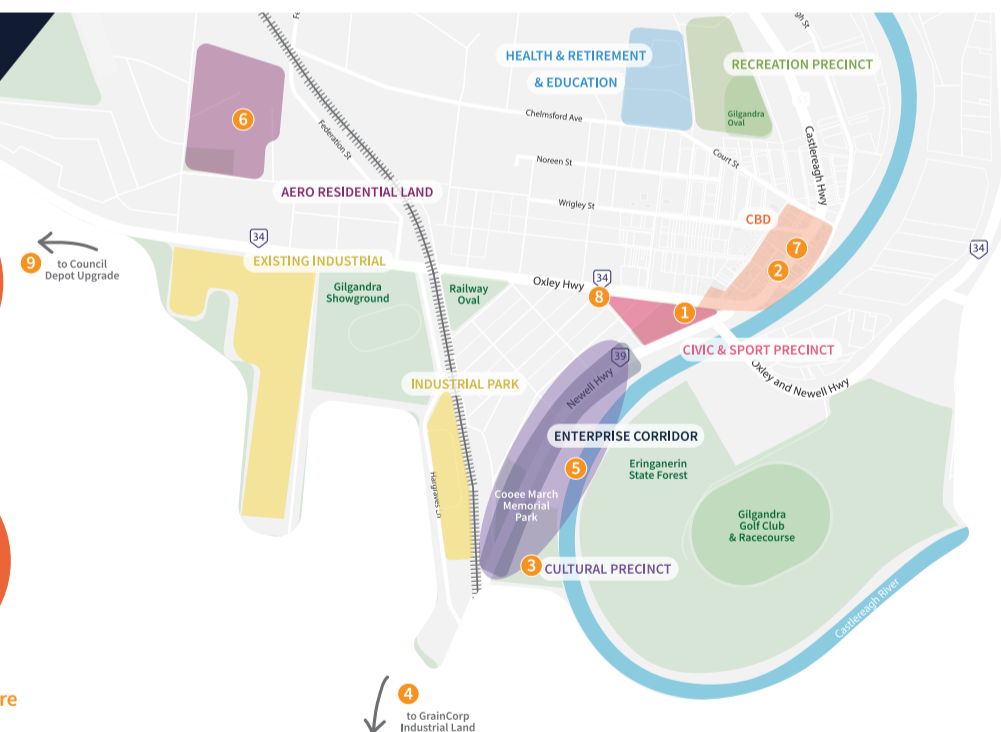 HEALTH & RETIREMENT
& EDUCATION
RECREATION PRECINCT
Gilgandra
Oval
Castlereagh Hwy
Chelmsford Ave
Court St
Noreen St
Wrigley St
Federation St
6
AERO RESIDENTIAL LAND
CBD
7
2
34
34
9
to Council
Depot Upgrade
EXISTING INDUSTRIAL
Gilgandra
Showground
Railway
Oval
Oxley Hwy
34
8
1
CIVIC & SPORT PRECINCT
Oxley and Newell Hwy
39
Newell Hwy
INDUSTRIAL PARK
Hargraves Ln
ENTERPRISE CORRIDOR
5
Eringanerin
State Forest
Cooee March
Memorial
Park
Gilgandra
Golf Club
& Racecourse
3
CULTURAL PRECINCT
Castlereagh River
re
4
to GrainCorp
Industrial Land